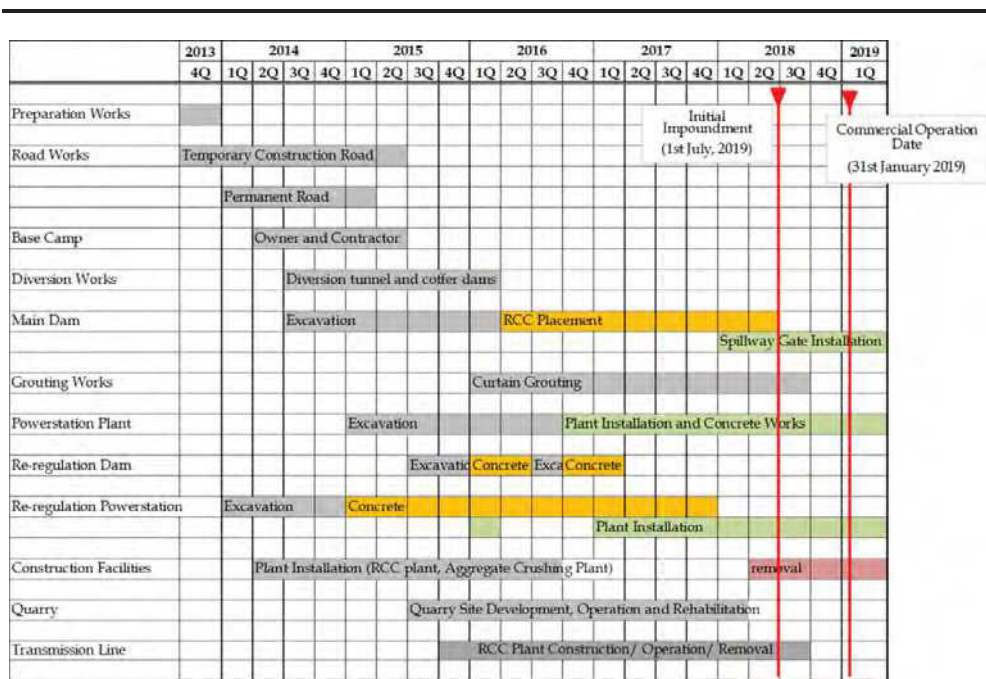 2013 2014 2015 2016 2017 2018 2019
4Q 1Q 2Q 3Q 4Q 1Q 2Q 3Q 4Q 1Q 2Q 3Q 4Q 1Q 2Q 3Q 4Q 1Q 2Q 3Q 4Q 1Q
Preparation Works
Initial
Impoundment
(1st July, 2019)
Commercial Operation
Date
(31st January 2019)
Road Works Temporary Construction Road
Permanent Road
Base Camp Owner and Contractor
Diversion Works Diversion tunnel and coffer dams
Main Dam Excavation RCC Placement
Spillway Gate Installation
Grouting Works Curtain Grouting
Powerstation Plant Excavation Plant Installation and Concrete Works
Re-regulation Dam Excavatic Concrete Exca Concrete
Re-regulation Powerstation Excavation Concrete
Plant Installation
Construction Facilities Plant Installation (RCC plant, Aggregate Crushing Plant) removal
Quarry Quarry Site Development, Operation and Rehabilitation
Transmission Line RCC Plant Construction/ Operation/ Removal